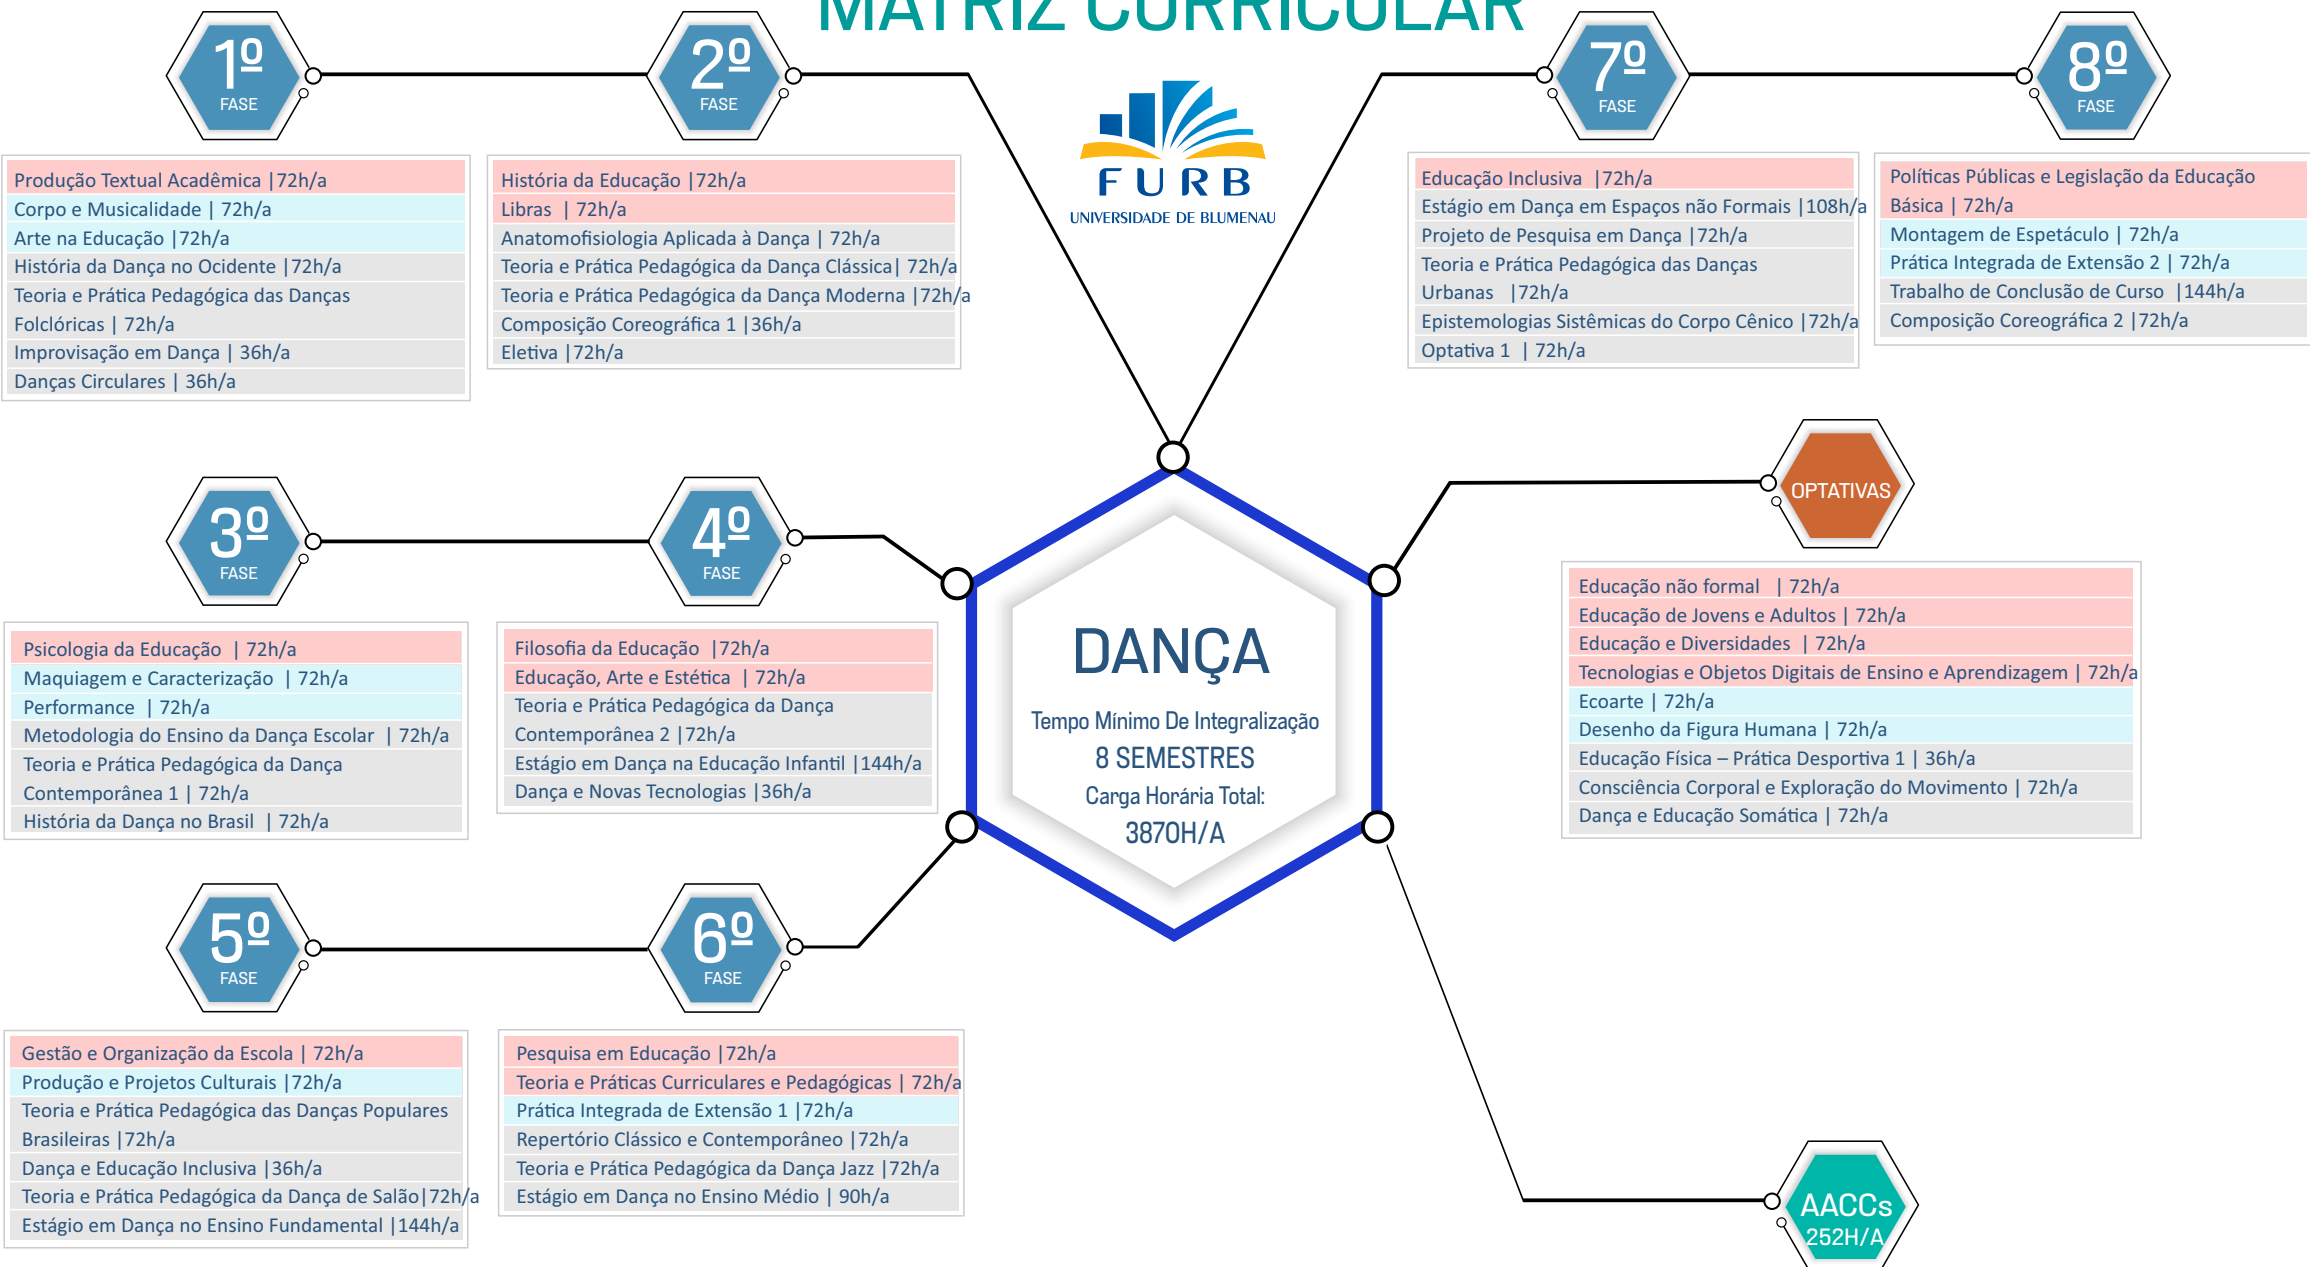 MATRIZ CURRICULAR
1º
FASE
Produção Textual Acadêmica |72h/a
Corpo e Musicalidade | 72h/a
Arte na Educação |72h/a
História da Dança no Ocidente |72h/a
Teoria e Prática Pedagógica das Danças
Folclóricas | 72h/a
Improvisação em Dança | 36h/a
Danças Circulares | 36h/a
2º
FASE
História da Educação |72h/a
Libras | 72h/a
Anatomofisiologia Aplicada à Dança | 72h/a
Teoria e Prática Pedagógica da Dança Clássica| 72h/a
Teoria e Prática Pedagógica da Dança Moderna |72h/a
Composição Coreográfica 1 |36h/a
Eletiva |72h/a
FURB
UNIVERSIDADE DE BLUMENAU
7º
FASE
Educação Inclusiva |72h/a
Estágio em Dança em Espaços não Formais |108h/a
Projeto de Pesquisa em Dança |72h/a
Teoria e Prática Pedagógica das Danças
Urbanas |72h/a
Epistemologias Sistêmicas do Corpo Cênico |72h/a
Optativa 1 | 72h/a
8º
FASE
Políticas Públicas e Legislação da Educação
Básica | 72h/a
Montagem de Espetáculo | 72h/a
Prática Integrada de Extensão 2 | 72h/a
Trabalho de Conclusão de Curso |144h/a
Composição Coreográfica 2 |72h/a
3º
FASE
Psicologia da Educação | 72h/a
Maquiagem e Caracterização | 72h/a
Performance | 72h/a
Metodologia do Ensino da Dança Escolar | 72h/a
Teoria e Prática Pedagógica da Dança
Contemporânea 1 | 72h/a
História da Dança no Brasil | 72h/a
4º
FASE
Filosofia da Educação |72h/a
Educação, Arte e Estética | 72h/a
Teoria e Prática Pedagógica da Dança
Contemporânea 2 |72h/a
Estágio em Dança na Educação Infantil |144h/a
Dança e Novas Tecnologias |36h/a
DANÇA
Tempo Mínimo De Integralização
8 SEMESTRES
Carga Horária Total:
3870H/A
OPTATIVAS
Educação não formal | 72h/a
Educação de Jovens e Adultos | 72h/a
Educação e Diversidades | 72h/a
Tecnologias e Objetos Digitais de Ensino e Aprendizagem | 72h/a
Ecoarte | 72h/a
Desenho da Figura Humana | 72h/a
Educação Física – Prática Desportiva 1 | 36h/a
Consciência Corporal e Exploração do Movimento | 72h/a
Dança e Educação Somática | 72h/a
5º
FASE
Gestão e Organização da Escola | 72h/a
Produção e Projetos Culturais |72h/a
Teoria e Prática Pedagógica das Danças Populares
Brasileiras |72h/a
Dança e Educação Inclusiva |36h/a
Teoria e Prática Pedagógica da Dança de Salão|72h/a
Estágio em Dança no Ensino Fundamental |144h/a
6º
FASE
Pesquisa em Educação |72h/a
Teoria e Práticas Curriculares e Pedagógicas | 72h/a
Prática Integrada de Extensão 1 |72h/a
Repertório Clássico e Contemporâneo |72h/a
Teoria e Prática Pedagógica da Dança Jazz |72h/a
Estágio em Dança no Ensino Médio | 90h/a
AACCs
252H/A